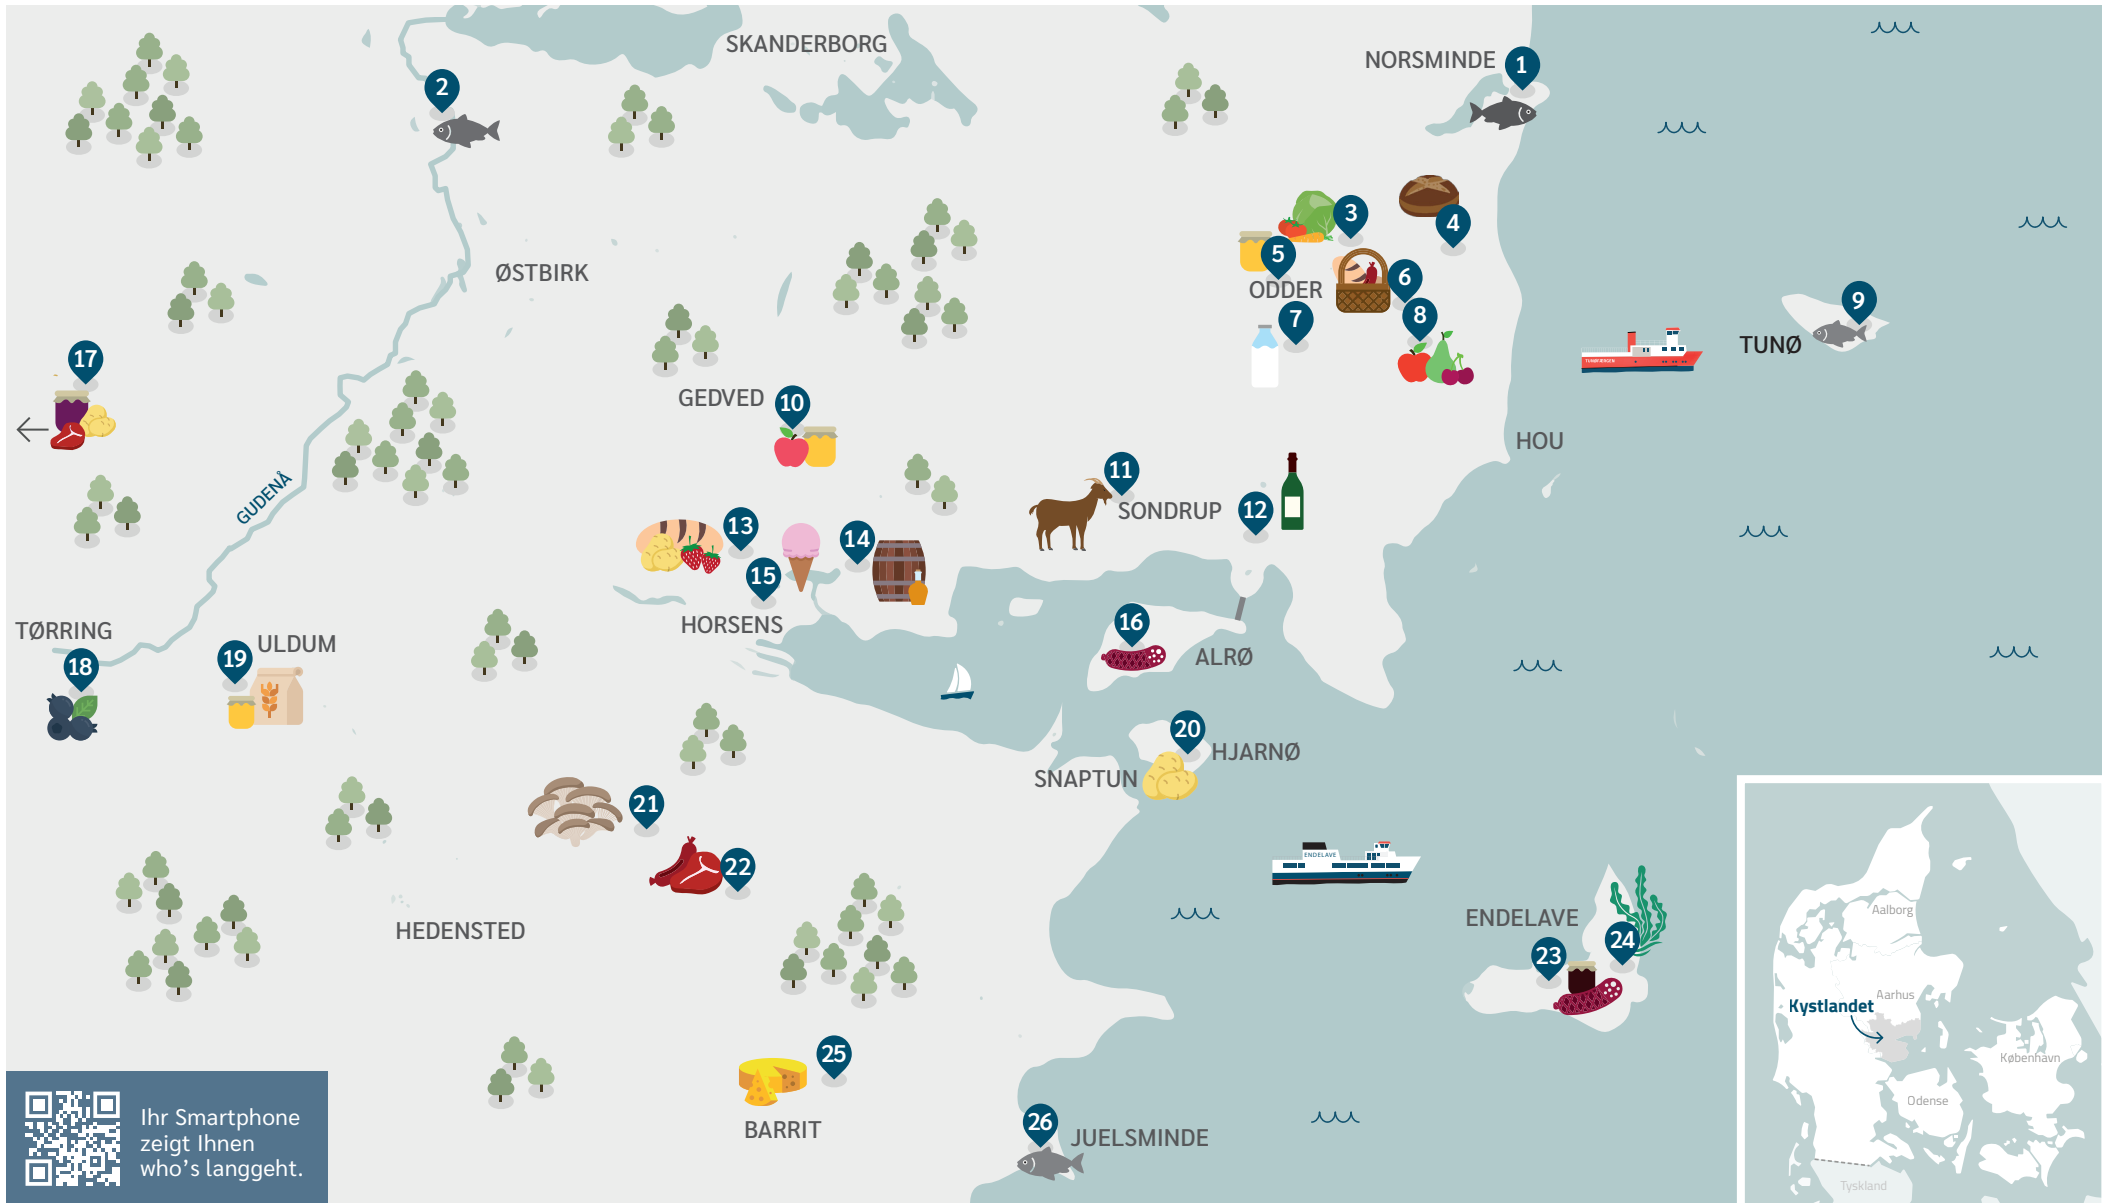 SKANDERBORG
NORSMINDE
1
2
3
4
ØSTBIRK
5
ODDER
6
7
8
9
TUNØ
TUNØFÆRGEN
17
GEDVED
10
HOU
GUDENÅ
11
SONDRUP
12
13
14
15
HORSENS
TØRRING
18
19
ULDUM
16
ALRØ
20
HJARNØ
SNAPTUN
21
22
ENDELAVE
HEDENSTED
ENDELAVE
23
24
25
BARRIT
26
JUELSMINDE
Aalborg
Aarhus
Kystlandet
København
Odense
Tyskland
Ihr Smartphone
zeigt Ihnen
who's langgeht.